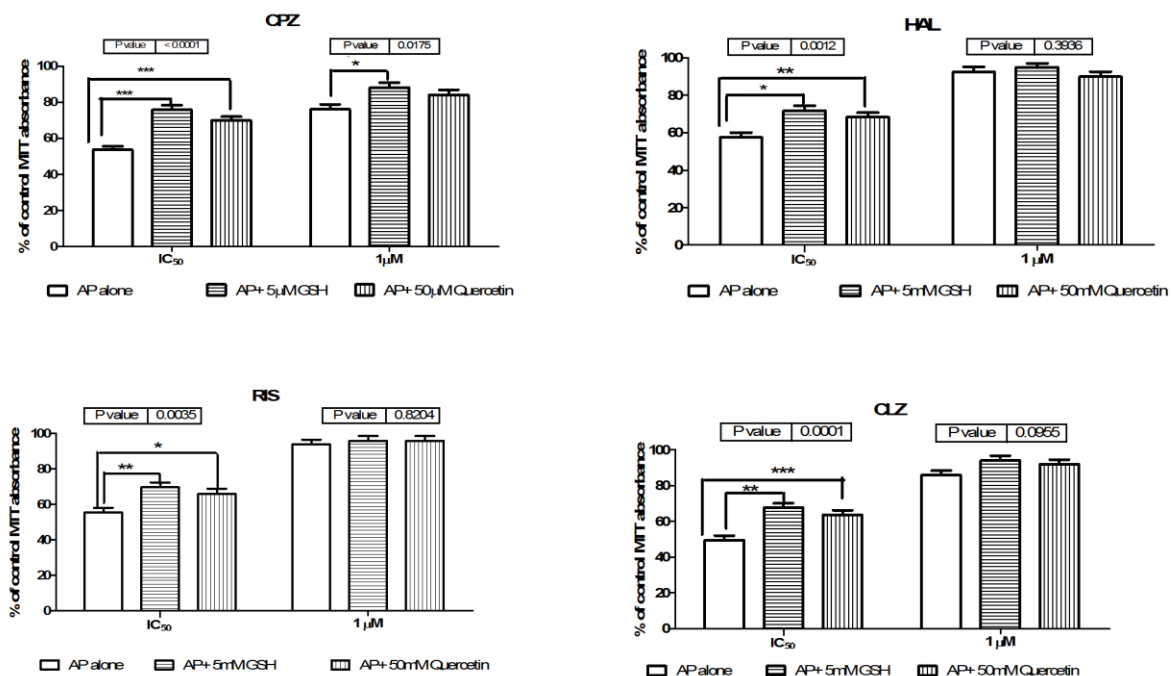 CPZ
P value < 0.0001
P value 0.0175
% of control MTT absorbance
100
80
60
40
20
0
***
***
*
IC50
1µM
AP alone
AP+ 5µM GSH
AP+ 50µM Quercetin
HAL
P value 0.0012
P value 0.3936
% of control MTT absorbance
100
80
60
40
20
0
**
*
IC50
1µM
AP alone
AP+ 5mM GSH
AP+ 50mM Quercetin
RIS
P value 0.0035
P value 0.8204
% of control MTT absorbance
100
80
60
40
20
0
*
**
IC50
1 µM
AP alone
AP+ 5mM GSH
AP+ 50mM Quercetin
CLZ
P value 0.0001
P value 0.0955
% of control MTT absorbance
100
80
60
40
20
0
***
**
IC50
1 µM
AP alone
AP+ 5mM GSH
AP+ 50mM Quercetin